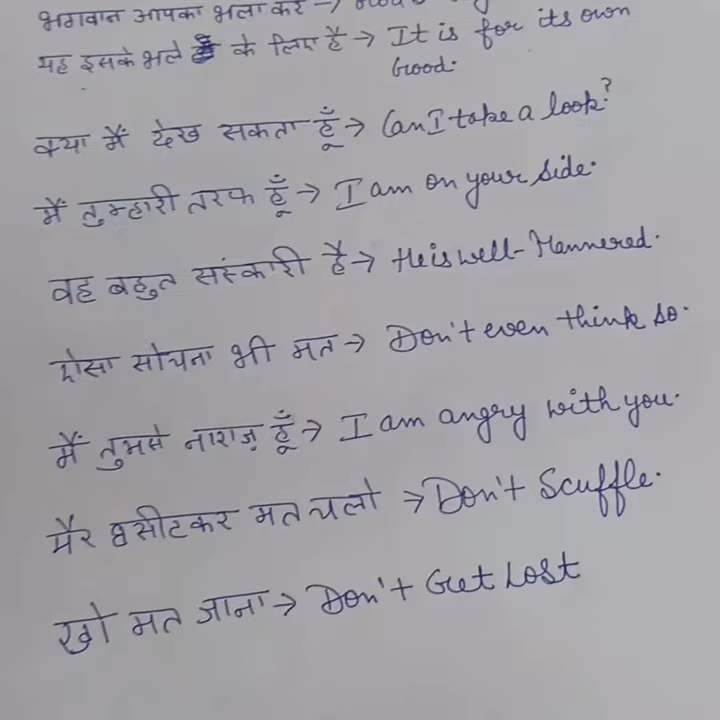 भगवान आपका भला करे →
यह इसके भले के लिए है → It is for its own
Good.
क्या मैं देख सकता हूँ → Can I take a look?
मैं तुम्हारी तरफ हूँ → I am on your side.
वह बहुत संस्कारी है → He is well-Mannered.
ऐसा सोचना भी मत → Don't even think so.
मैं तुमसे नाराज़ हूँ → I am angry with you.
मैर घसीटकर मत चलो → Don't Scuffle.
खो मत जाना → Don't Get Lost